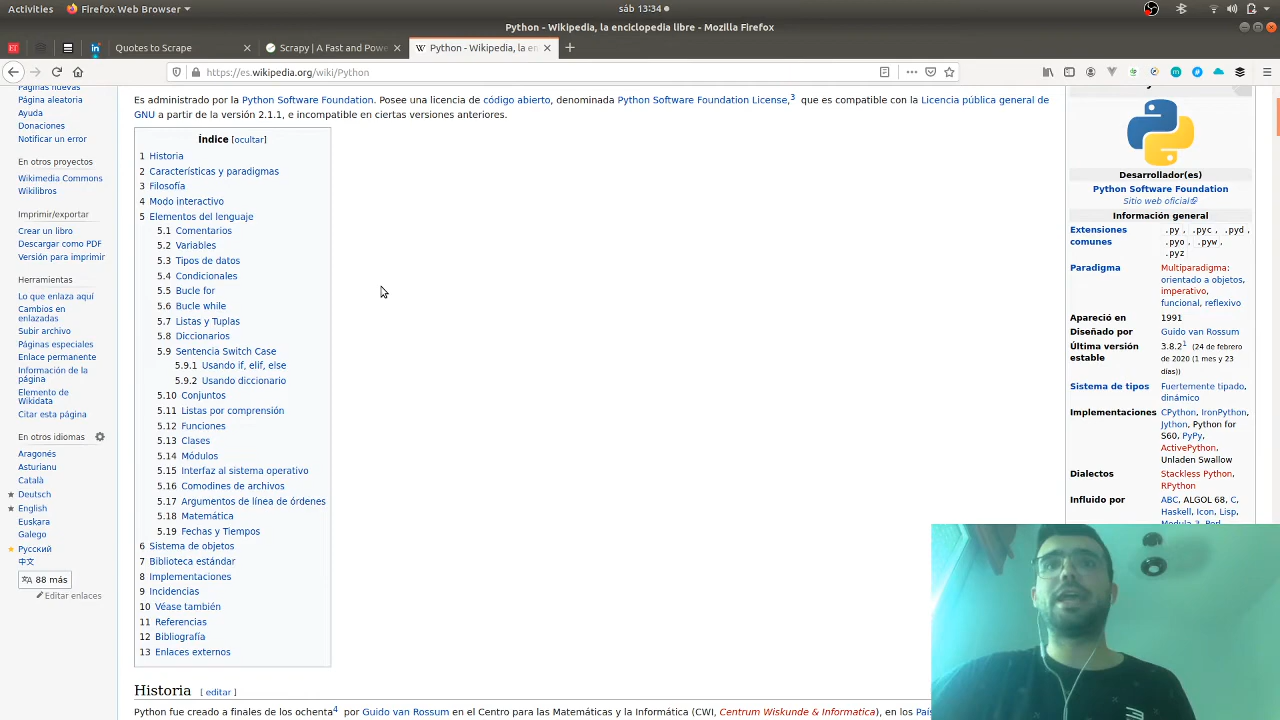 Activities Firefox Web Browser sáb 13:34
Python - Wikipedia, la enciclopedia libre - Mozilla Firefox
Quotes to Scrape Scrapy | A Fast and Powe Python - Wikipedia, la en
https://es.wikipedia.org/wiki/Python
Páginas nuevas
Página aleatoria
Ayuda
Donaciones
Notificar un error
En otros proyectos
Wikimedia Commons
Wikilibros
Imprimir/exportar
Crear un libro
Descargar como PDF
Versión para imprimir
Herramientas
Lo que enlaza aquí
Cambios en
enlazadas
Subir archivo
Páginas especiales
Enlace permanente
Información de la
página
Elemento de
Wikidata
Citar esta página
En otros idiomas
Aragonés
Asturianu
Català
Deutsch
English
Euskara
Galego
Русский
中文
88 más
Editar enlaces
Es administrado por la Python Software Foundation. Posee una licencia de código abierto, denominada Python Software Foundation License,3 que es compatible con la Licencia pública general de
GNU a partir de la versión 2.1.1, e incompatible en ciertas versiones anteriores.
Índice [ocultar]
1 Historia
2 Características y paradigmas
3 Filosofía
4 Modo interactivo
5 Elementos del lenguaje
5.1 Comentarios
5.2 Variables
5.3 Tipos de datos
5.4 Condicionales
5.5 Bucle for
5.6 Bucle while
5.7 Listas y Tuplas
5.8 Diccionarios
5.9 Sentencia Switch Case
5.9.1 Usando if, elif, else
5.9.2 Usando diccionario
5.10 Conjuntos
5.11 Listas por comprensión
5.12 Funciones
5.13 Clases
5.14 Módulos
5.15 Interfaz al sistema operativo
5.16 Comodines de archivos
5.17 Argumentos de línea de órdenes
5.18 Matemática
5.19 Fechas y Tiempos
6 Sistema de objetos
7 Biblioteca estándar
8 Implementaciones
9 Incidencias
10 Véase también
11 Referencias
12 Bibliografía
13 Enlaces externos
Historia [ editar ]
Python fue creado a finales de los ochenta4 por Guido van Rossum en el Centro para las Matemáticas y la Informática (CWI, Centrum Wiskunde & Informatica), en los
Desarrollador(es)
Python Software Foundation
Sitio web oficial
Información general
Extensiones comunes .py, .pyc, .pyd,
.pyo, .pyw,
.pyz
Paradigma Multiparadigma:
orientado a objetos,
imperativo,
funcional, reflexivo
Apareció en 1991
Diseñado por Guido van Rossum
Última versión estable 3.8.21 (24 de febrero
de 2020 (1 mes y 23
días))
Sistema de tipos Fuertemente tipado,
dinámico
Implementaciones CPython, IronPython,
Jython, Python for
S60, PyPy,
ActivePython,
Unladen Swallow
Dialectos Stackless Python,
RPython
Influido por ABC, ALGOL 68, C,
Haskell, Icon, Lisp,